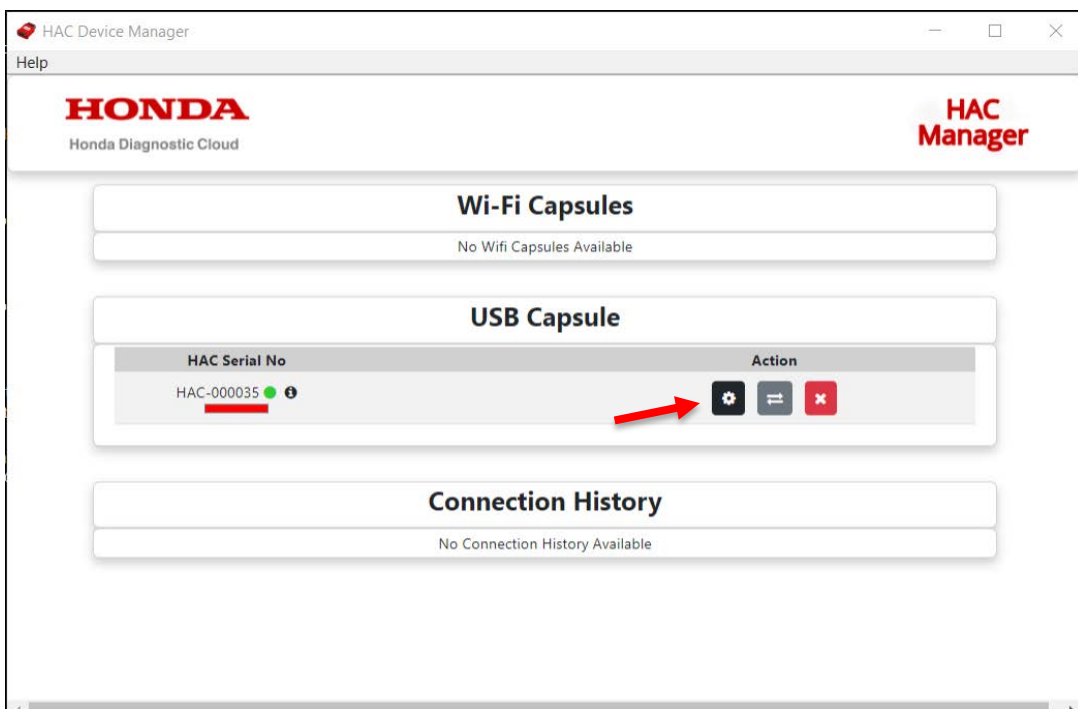 HAC Device Manager
Help
HONDA
Honda Diagnostic Cloud
HAC
Manager
Wi-Fi Capsules
No Wifi Capsules Available
USB Capsule
HAC Serial No Action
HAC-000035
Connection History
No Connection History Available